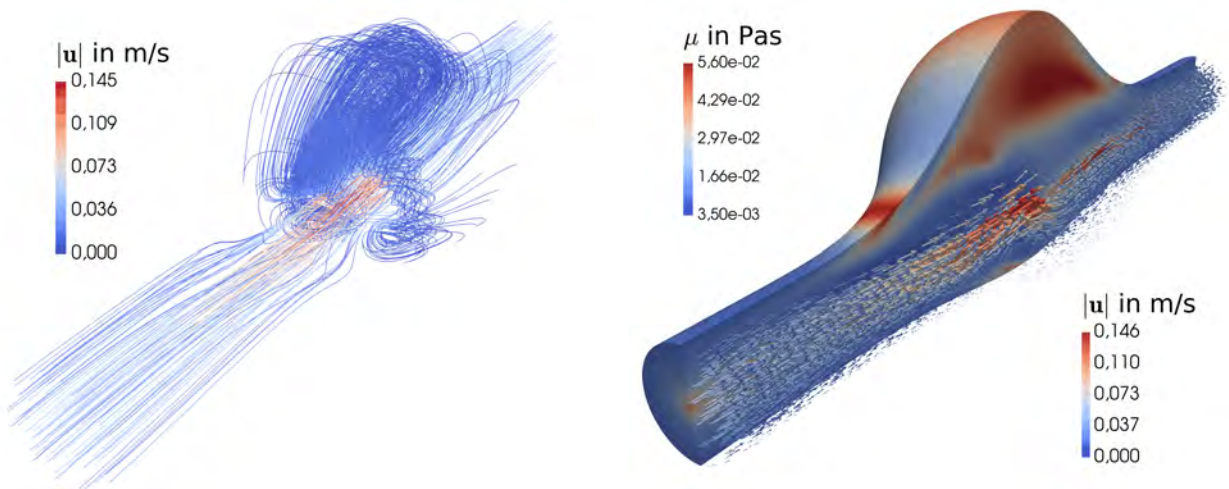 |u| in m/s
0,145
0,109
0,073
0,036
0,000
μ in Pas
5,60e-02
4,29e-02
2,97e-02
1,66e-02
3,50e-03
|u| in m/s
0,146
0,110
0,073
0,037
0,000